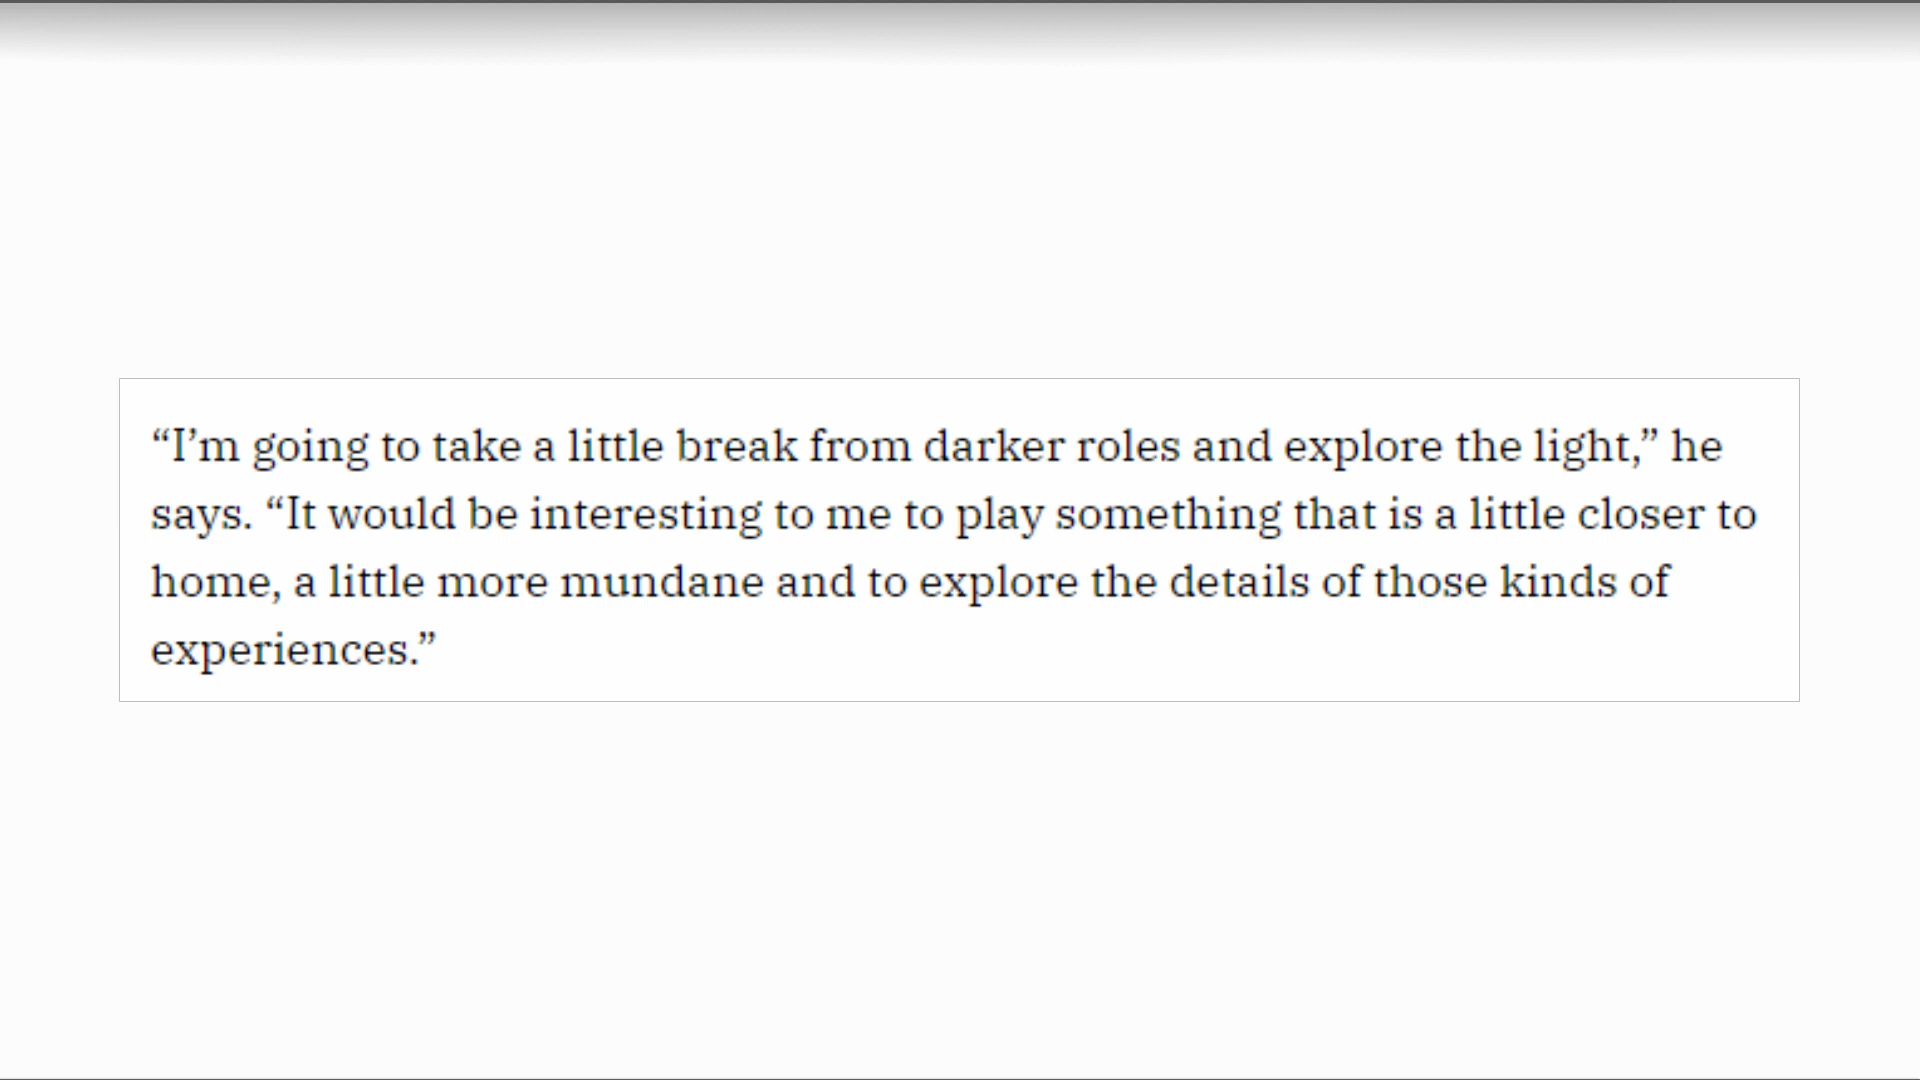 “I’m going to take a little break from darker roles and explore the light,” he
says. “It would be interesting to me to play something that is a little closer to
home, a little more mundane and to explore the details of those kinds of
experiences.”